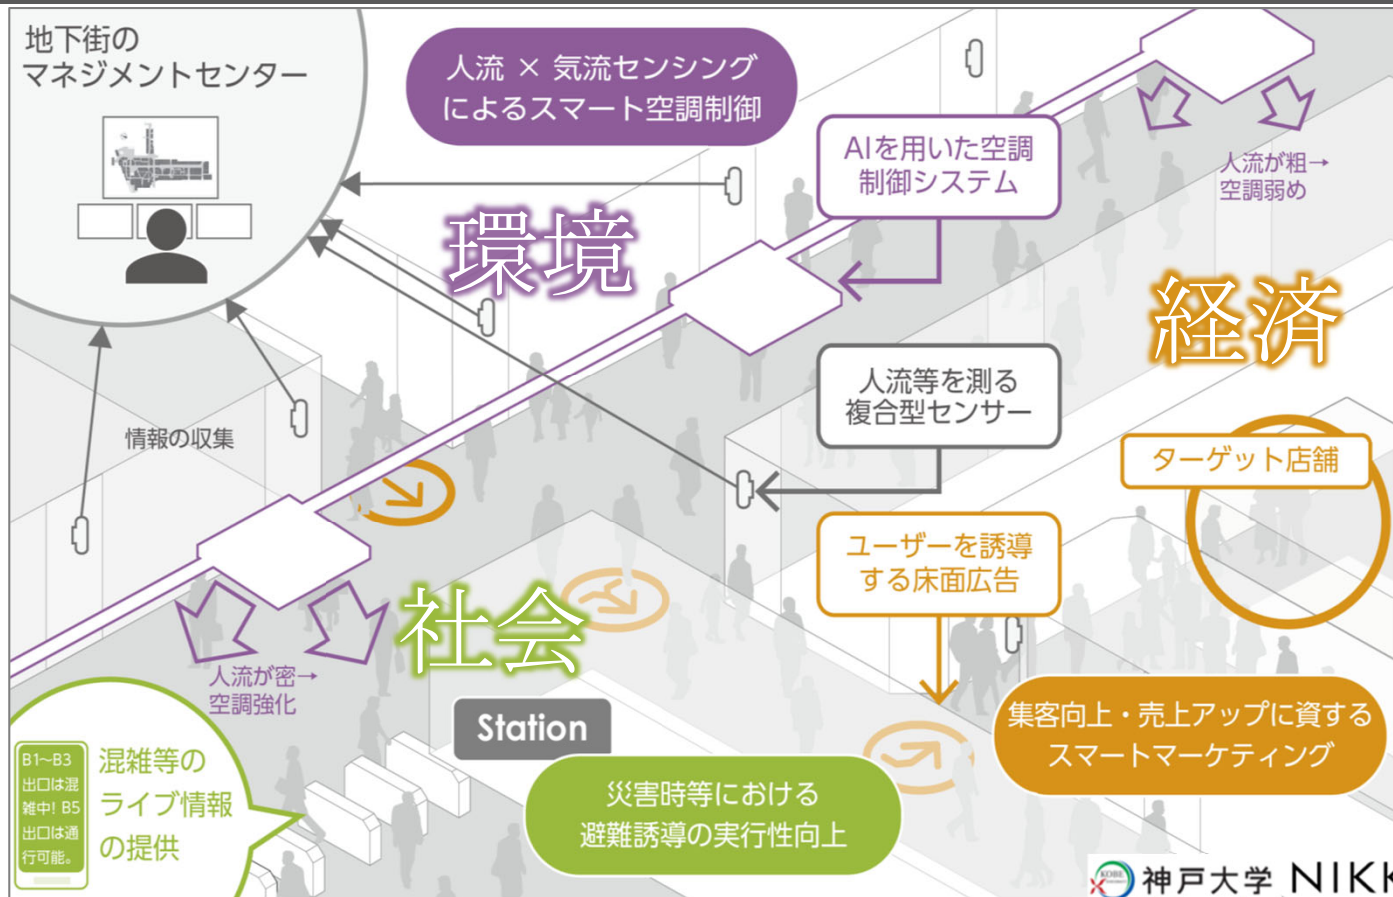 地下街の
マネジメントセンター
人流 × 気流センシング
によるスマート空調制御
AIを用いた空調
制御システム
人流が粗→
空調弱め
環境
経済
人流等を測る
複合型センサー
情報の収集
ターゲット店舗
ユーザーを誘導
する床面広告
社会
人流が密→
空調強化
Station
集客向上・売上アップに資する
スマートマーケティング
B1～B3
出口は混
雑中! B5
出口は通
行可能。
混雑等の
ライブ情報
の提供
災害時等における
避難誘導の実行性向上
KOBE
神戸大学 NIKK